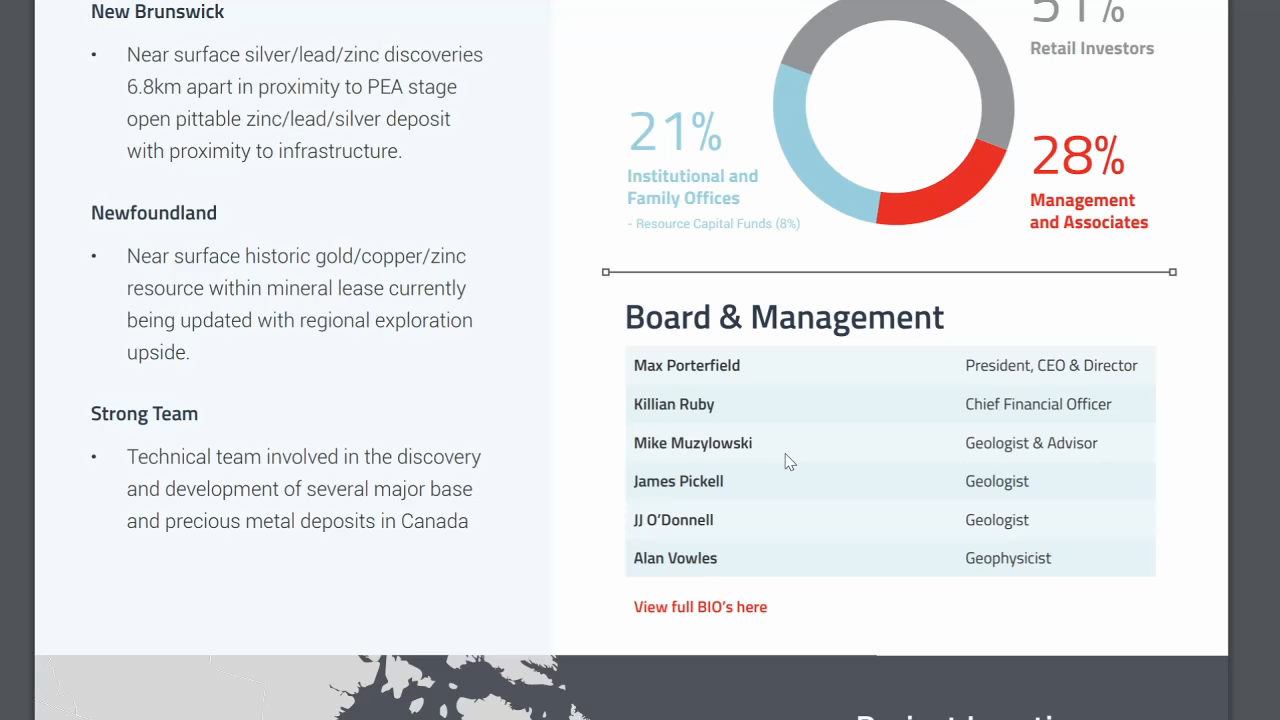 New Brunswick
• Near surface silver/lead/zinc discoveries
6.8km apart in proximity to PEA stage
open pittable zinc/lead/silver deposit
with proximity to infrastructure.
Newfoundland
• Near surface historic gold/copper/zinc
resource within mineral lease currently
being updated with regional exploration
upside.
Strong Team
• Technical team involved in the discovery
and development of several major base
and precious metal deposits in Canada
51%
Retail Investors
21%
Institutional and
Family Offices
- Resource Capital Funds (8%)
28%
Management
and Associates
Board & Management
Max Porterfield President, CEO & Director
Killian Ruby Chief Financial Officer
Mike Muzylowski Geologist & Advisor
James Pickell Geologist
JJ O'Donnell Geologist
Alan Vowles Geophysicist
View full BIO's here